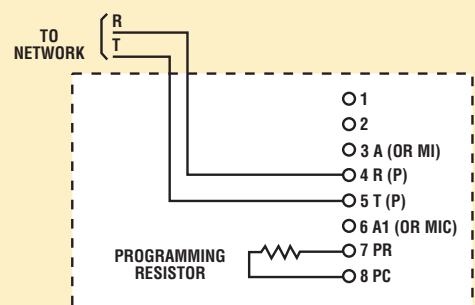 R
T
TO
NETWORK
1
2
3 A (OR MI)
4 R (P)
5 T (P)
6 A1 (OR MIC)
7 PR
8 PC
PROGRAMMING
RESISTOR